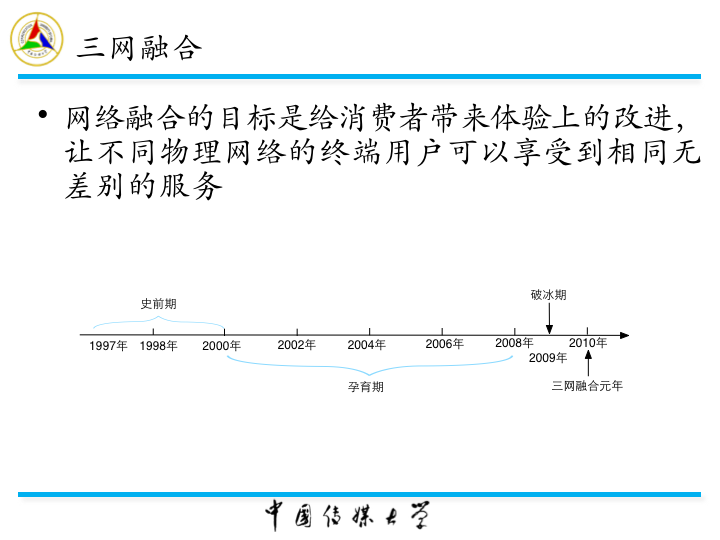 三网融合
• 网络融合的目标是给消费者带来体验上的改进，
让不同物理网络的终端用户可以享受到相同无
差别的服务
史前期
破冰期
1997年 1998年 2000年 2002年 2004年 2006年 2008年 2010年
2009年
孕育期
三网融合元年
中国传媒大学